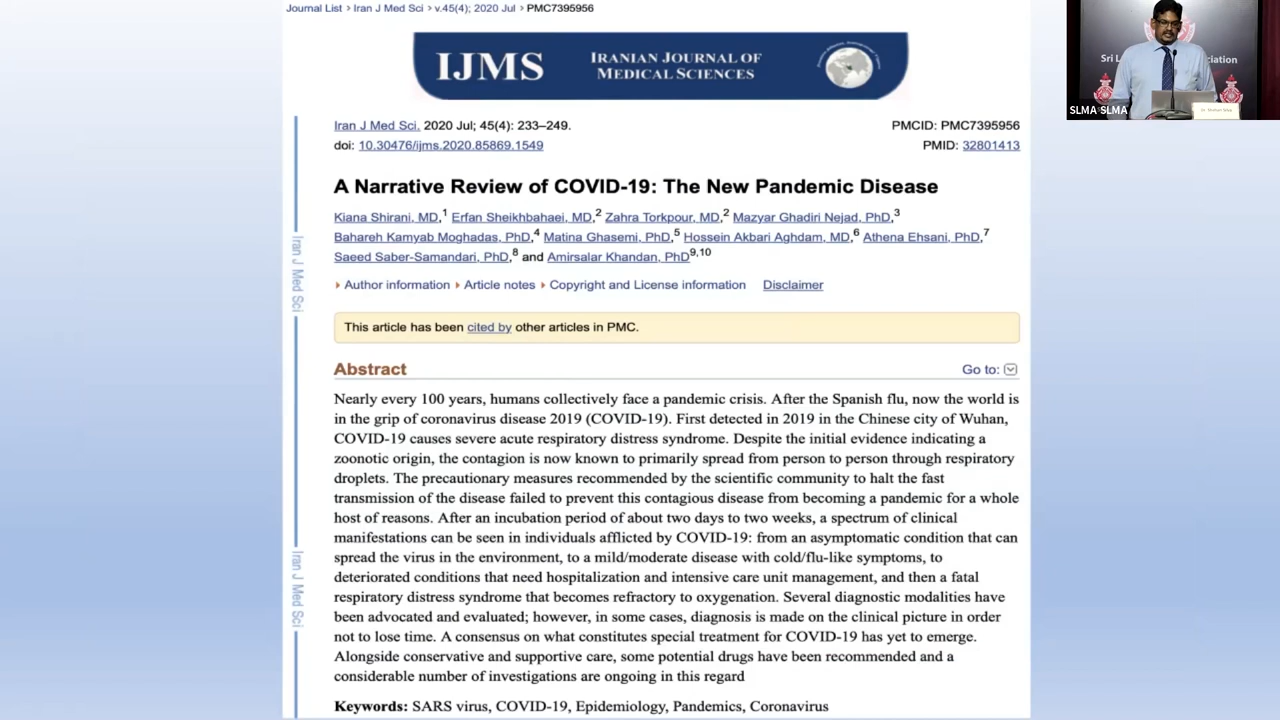 Journal List > Iran J Med Sci > v.45(4); 2020 Jul > PMC7395956
IJMS
IRANIAN JOURNAL OF
MEDICAL SCIENCES
Iran J Med Sci. 2020 Jul; 45(4): 233–249.
PMCID: PMC7395956
doi: 10.30476/ijms.2020.85869.1549
PMID: 32801413
A Narrative Review of COVID-19: The New Pandemic Disease
Kiana Shirani, MD,1 Erfan Sheikhbahaei, MD,2 Zahra Torkpour, MD,2 Mazyar Ghadiri Nejad, PhD,3
Bahareh Kamyab Moghadas, PhD,4 Matina Ghasemi, PhD,5 Hossein Akbari Aghdam, MD,6 Athena Ehsani, PhD,7
Saeed Saber-Samandari, PhD,8 and Amirsalar Khandan, PhD9,10
Author information Article notes Copyright and License information Disclaimer
This article has been cited by other articles in PMC.
Abstract
Go to:
Nearly every 100 years, humans collectively face a pandemic crisis. After the Spanish flu, now the world is
in the grip of coronavirus disease 2019 (COVID-19). First detected in 2019 in the Chinese city of Wuhan,
COVID-19 causes severe acute respiratory distress syndrome. Despite the initial evidence indicating a
zoonotic origin, the contagion is now known to primarily spread from person to person through respiratory
droplets. The precautionary measures recommended by the scientific community to halt the fast
transmission of the disease failed to prevent this contagious disease from becoming a pandemic for a whole
host of reasons. After an incubation period of about two days to two weeks, a spectrum of clinical
manifestations can be seen in individuals afflicted by COVID-19: from an asymptomatic condition that can
spread the virus in the environment, to a mild/moderate disease with cold/flu-like symptoms, to
deteriorated conditions that need hospitalization and intensive care unit management, and then a fatal
respiratory distress syndrome that becomes refractory to oxygenation. Several diagnostic modalities have
been advocated and evaluated; however, in some cases, diagnosis is made on the clinical picture in order
not to lose time. A consensus on what constitutes special treatment for COVID-19 has yet to emerge.
Alongside conservative and supportive care, some potential drugs have been recommended and a
considerable number of investigations are ongoing in this regard
Keywords: SARS virus, COVID-19, Epidemiology, Pandemics, Coronavirus
Iran J Med Sci
Iran J Med Sci
Sri L
iation
SLMA SLMA